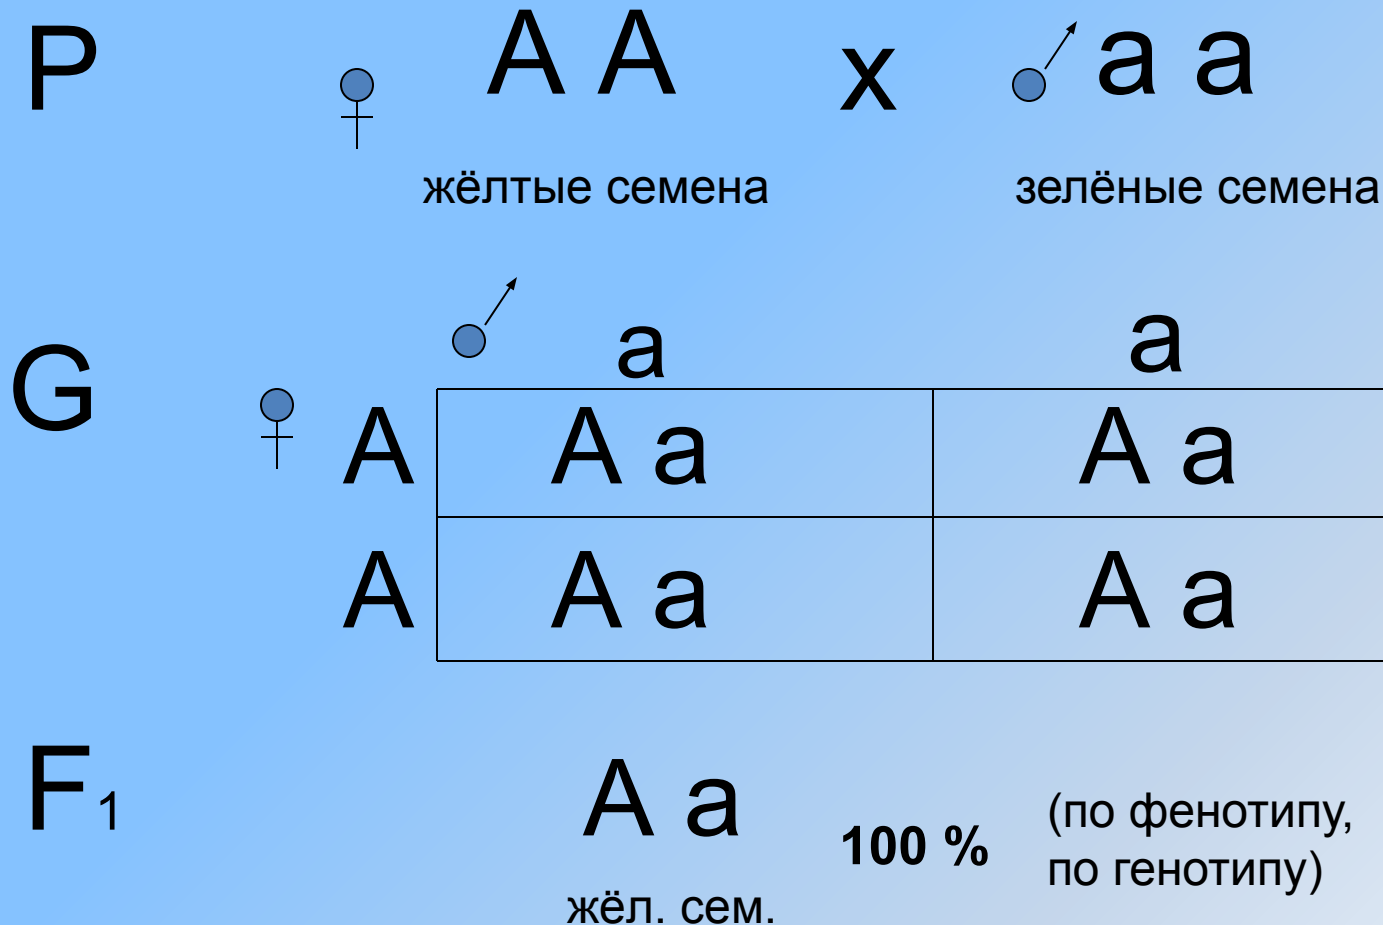 P А А х а а
жёлтые семена зелёные семена
G а а
А А а А а
А А а А а
F1 А а 100 % (по фенотипу,
по генотипу)
жёл. сем.